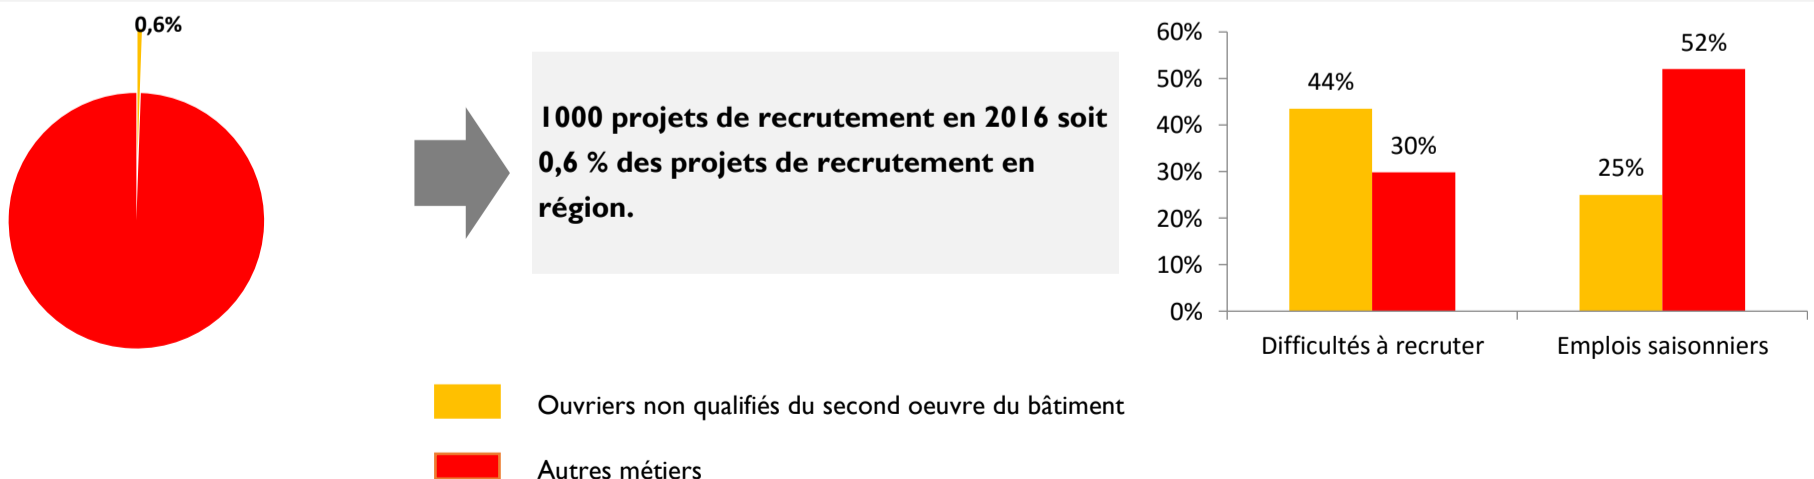 0,6%
1000 projets de recrutement en 2016 soit
0,6 % des projets de recrutement en
région.
60%
50%
40%
30%
20%
10%
0%
44%
30%
25%
52%
Difficultés à recruter
Emplois saisonniers
Ouvriers non qualifiés du second oeuvre du bâtiment
Autres métiers